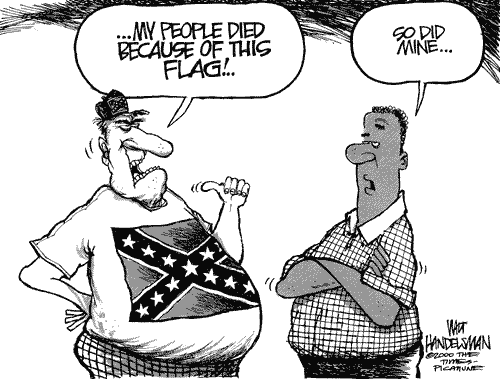 ...MY PEOPLE DIED
BECAUSE OF THIS
FLAG!..
SO DID
MINE...
WALT
HANDELSMAN
©2000 THE
TIMES-
PICAYUNE